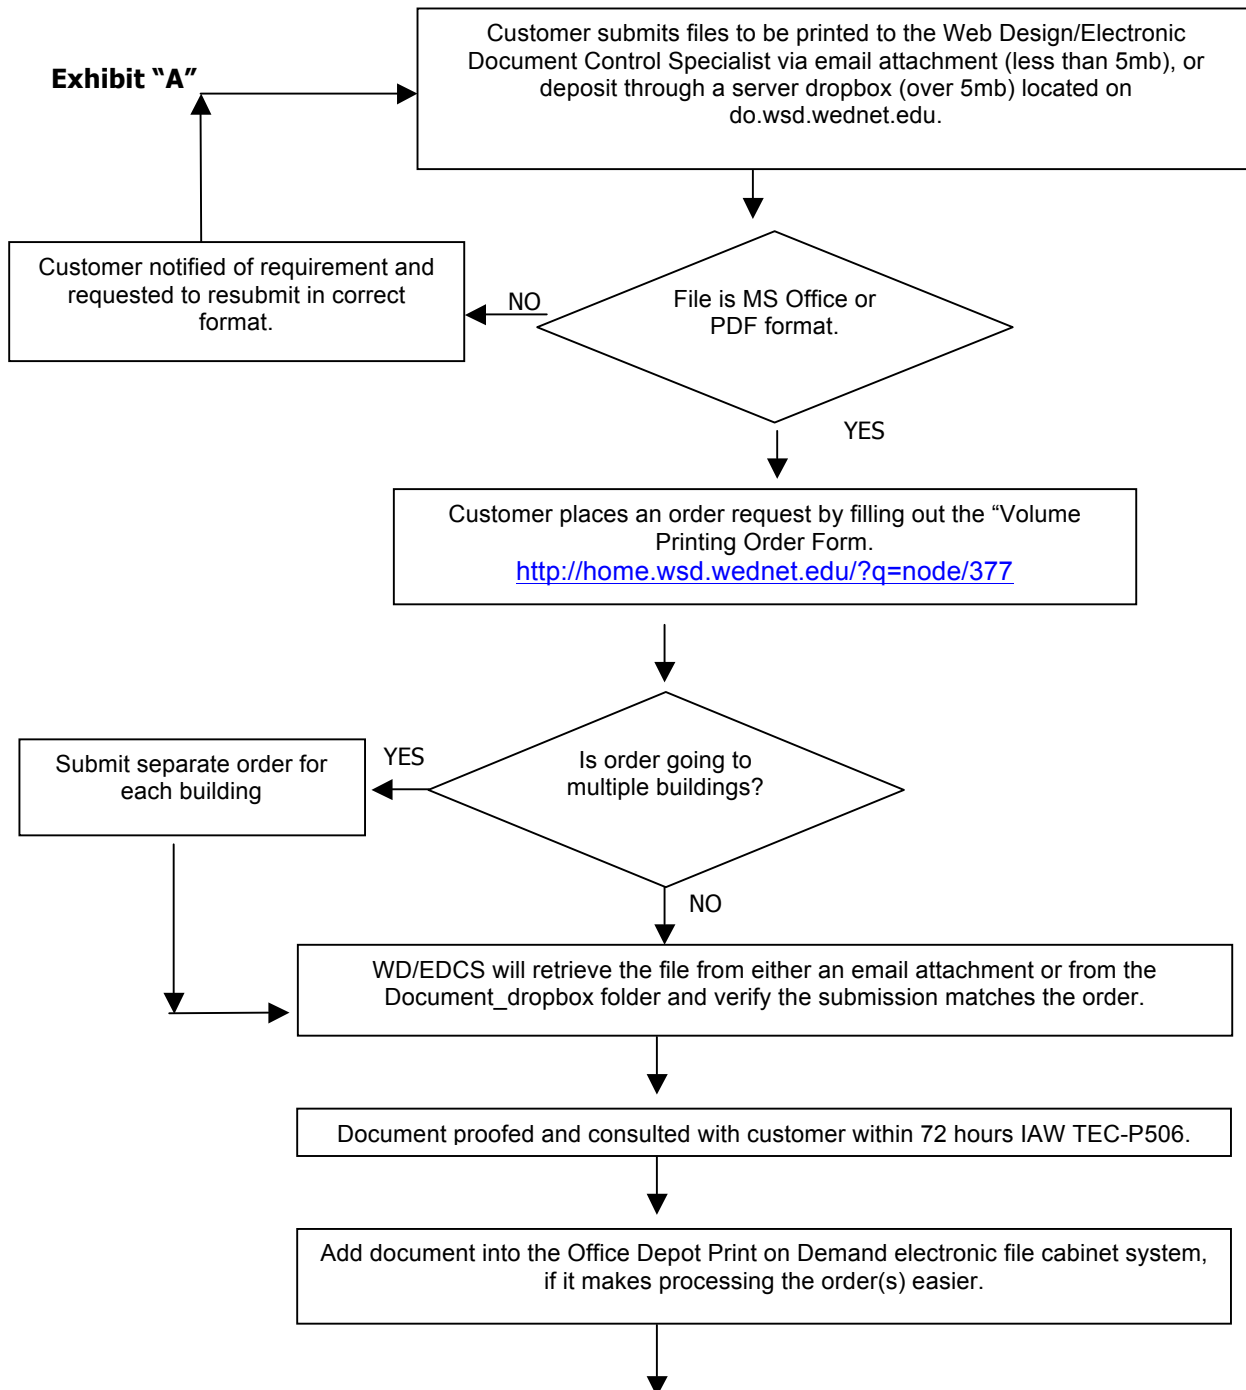 Exhibit “A”
Customer submits files to be printed to the Web Design/Electronic
Document Control Specialist via email attachment (less than 5mb), or
deposit through a server dropbox (over 5mb) located on
do.wsd.wednet.edu.
Customer notified of requirement and
requested to resubmit in correct
format.
NO
File is MS Office or
PDF format.
YES
Customer places an order request by filling out the “Volume
Printing Order Form.
http://home.wsd.wednet.edu/?q=node/377
Submit separate order for
each building
YES
Is order going to
multiple buildings?
NO
WD/EDCS will retrieve the file from either an email attachment or from the
Document_dropbox folder and verify the submission matches the order.
Document proofed and consulted with customer within 72 hours IAW TEC-P506.
Add document into the Office Depot Print on Demand electronic file cabinet system,
if it makes processing the order(s) easier.